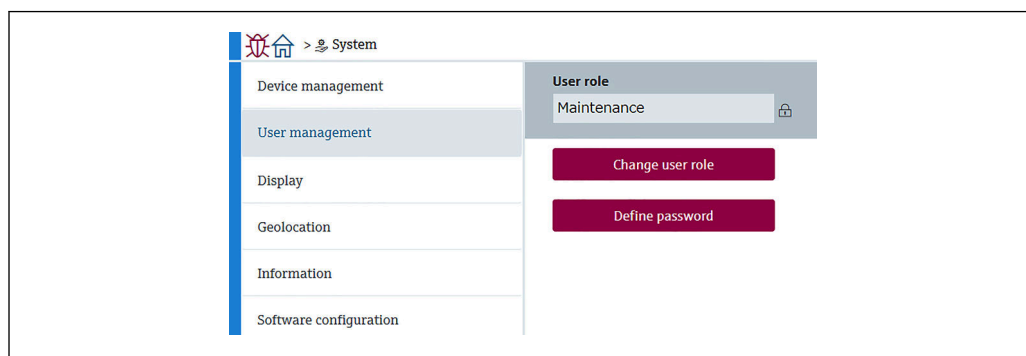 > System
Device management
User management
Display
Geolocation
Information
Software configuration
User role
Maintenance
Change user role
Define password